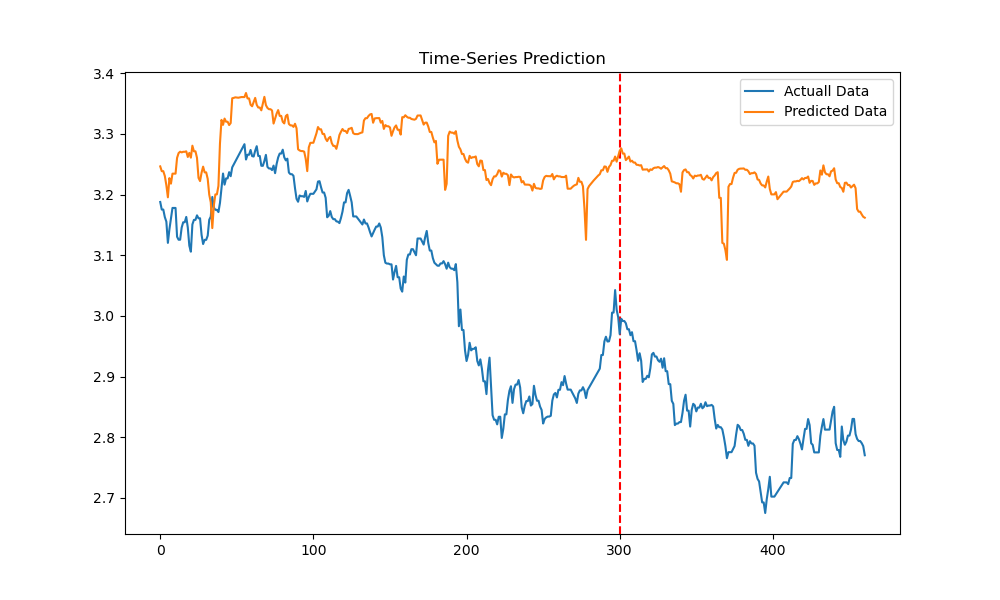 Time-Series Prediction
Actuall Data
Predicted Data
3.4
3.3
3.2
3.1
3.0
2.9
2.8
2.7
0 100 200 300 400